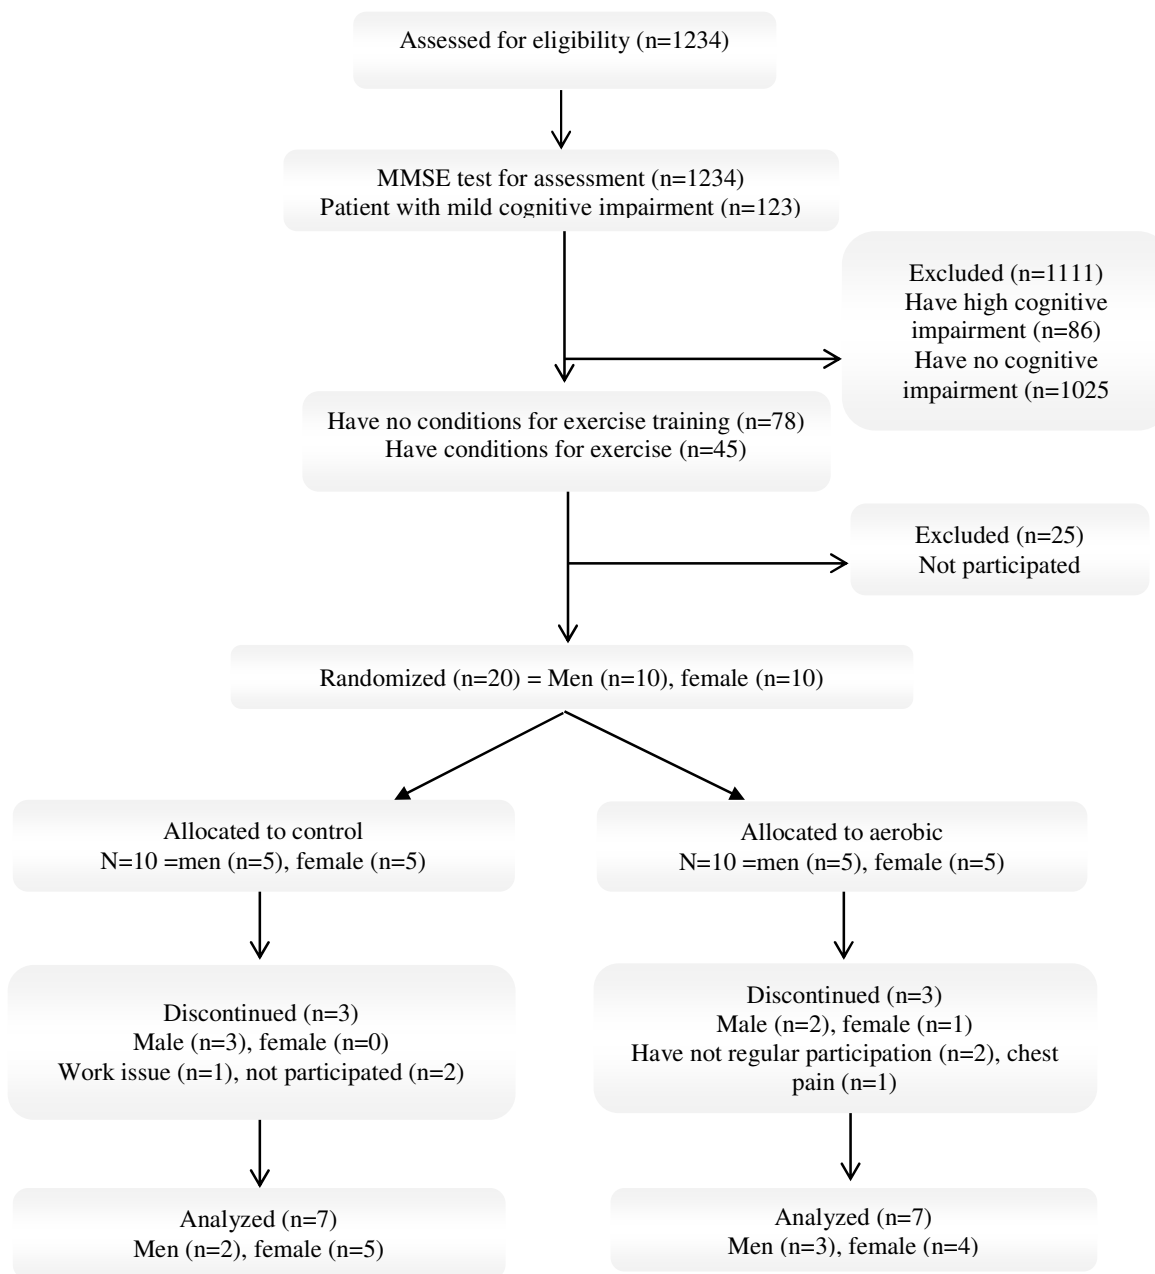 Assessed for eligibility (n=1234)
MMSE test for assessment (n=1234)
Patient with mild cognitive impairment (n=123)
Excluded (n=1111)
Have high cognitive
impairment (n=86)
Have no cognitive
impairment (n=1025
Have no conditions for exercise training (n=78)
Have conditions for exercise (n=45)
Excluded (n=25)
Not participated
Randomized (n=20) = Men (n=10), female (n=10)
Allocated to control
N=10 =men (n=5), female (n=5)
Allocated to aerobic
N=10 =men (n=5), female (n=5)
Discontinued (n=3)
Male (n=3), female (n=0)
Work issue (n=1), not participated (n=2)
Discontinued (n=3)
Male (n=2), female (n=1)
Have not regular participation (n=2), chest
pain (n=1)
Analyzed (n=7)
Men (n=2), female (n=5)
Analyzed (n=7)
Men (n=3), female (n=4)